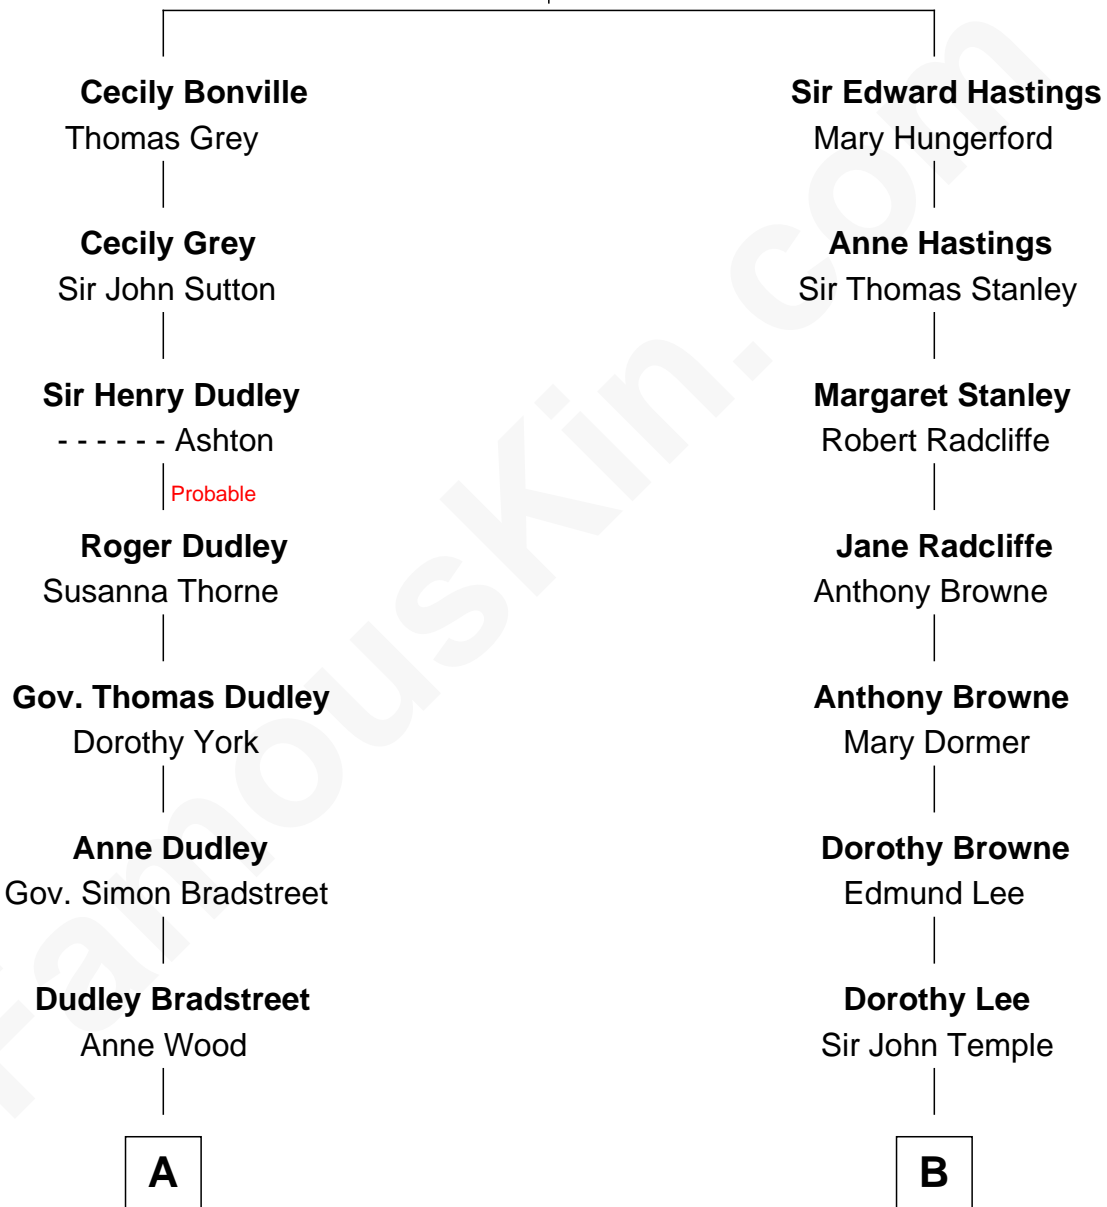 Cecily Bonville
Thomas Grey
Cecily Grey
Sir John Sutton
Sir Henry Dudley
- - - - - - Ashton
Probable
Roger Dudley
Susanna Thorne
Gov. Thomas Dudley
Dorothy York
Anne Dudley
Gov. Simon Bradstreet
Dudley Bradstreet
Anne Wood
A
Sir Edward Hastings
Mary Hungerford
Anne Hastings
Sir Thomas Stanley
Margaret Stanley
Robert Radcliffe
Jane Radcliffe
Anthony Browne
Anthony Browne
Mary Dormer
Dorothy Browne
Edmund Lee
Dorothy Lee
Sir John Temple
B
FamousKin.com